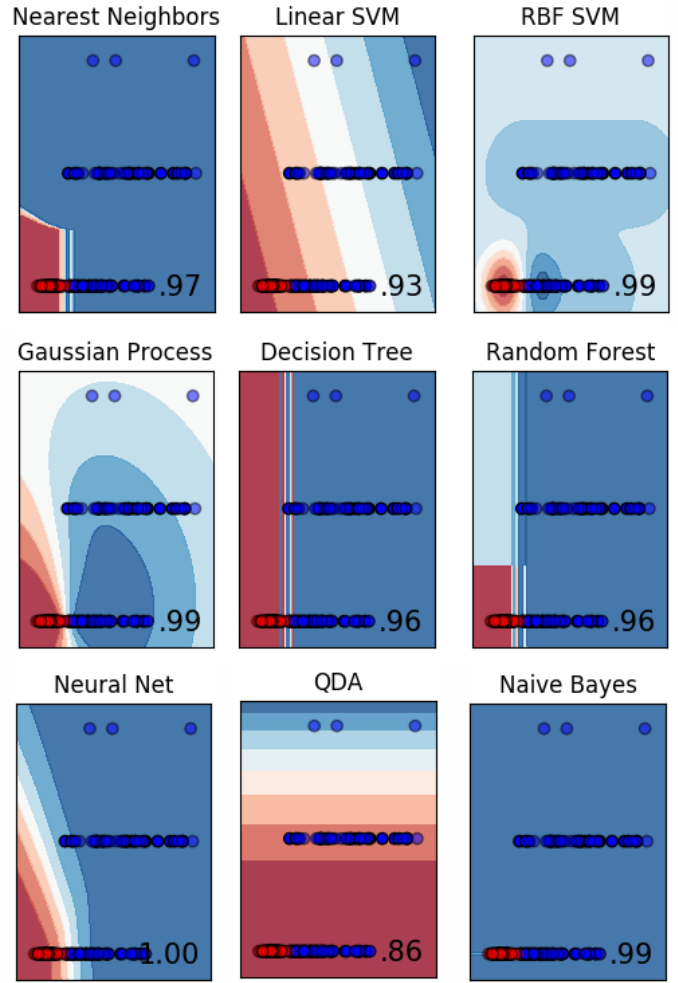 Nearest Neighbors
Linear SVM
RBF SVM
.97
.93
.99
Gaussian Process
Decision Tree
Random Forest
.99
.96
.96
Neural Net
QDA
Naive Bayes
1.00
.86
.99